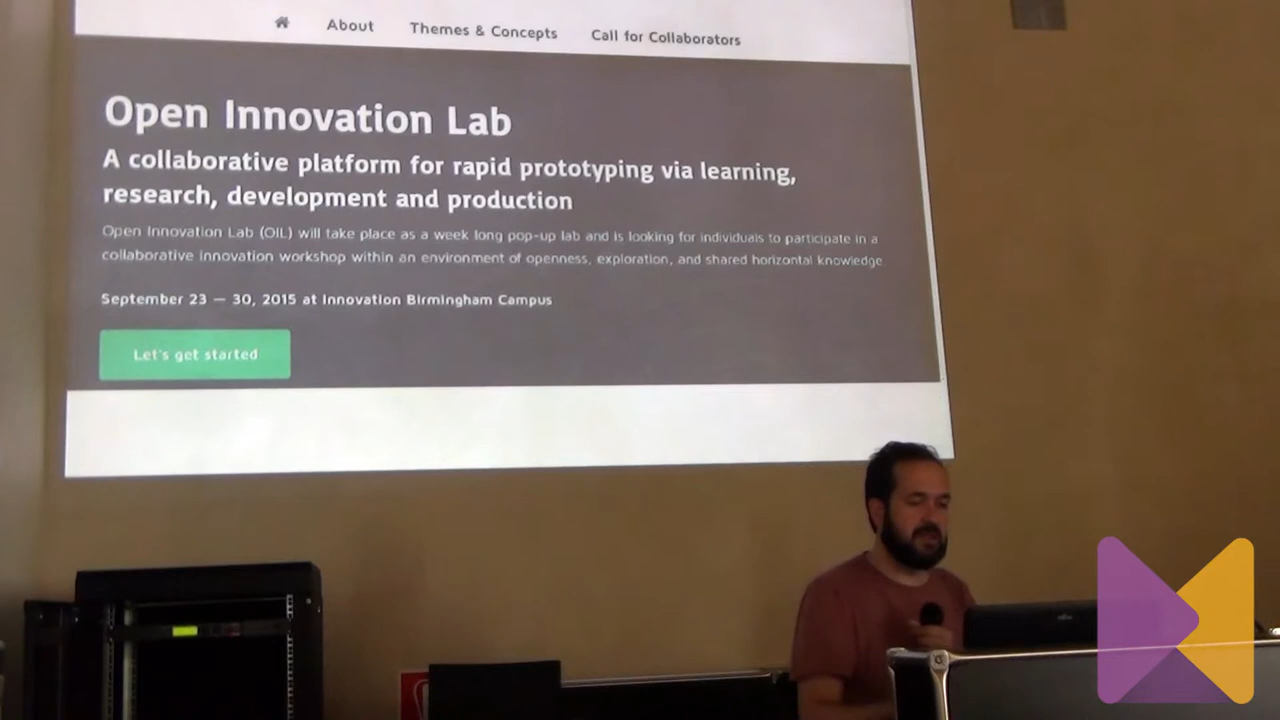 About Themes & Concepts Call for Collaborators
Open Innovation Lab
A collaborative platform for rapid prototyping via learning,
research, development and production
Open Innovation Lab (OIL) will take place as a week long pop-up lab and is looking for individuals to participate in a
collaborative innovation workshop within an environment of openness, exploration, and shared horizontal knowledge
September 23 — 30, 2015 at Innovation Birmingham Campus
Let's get started